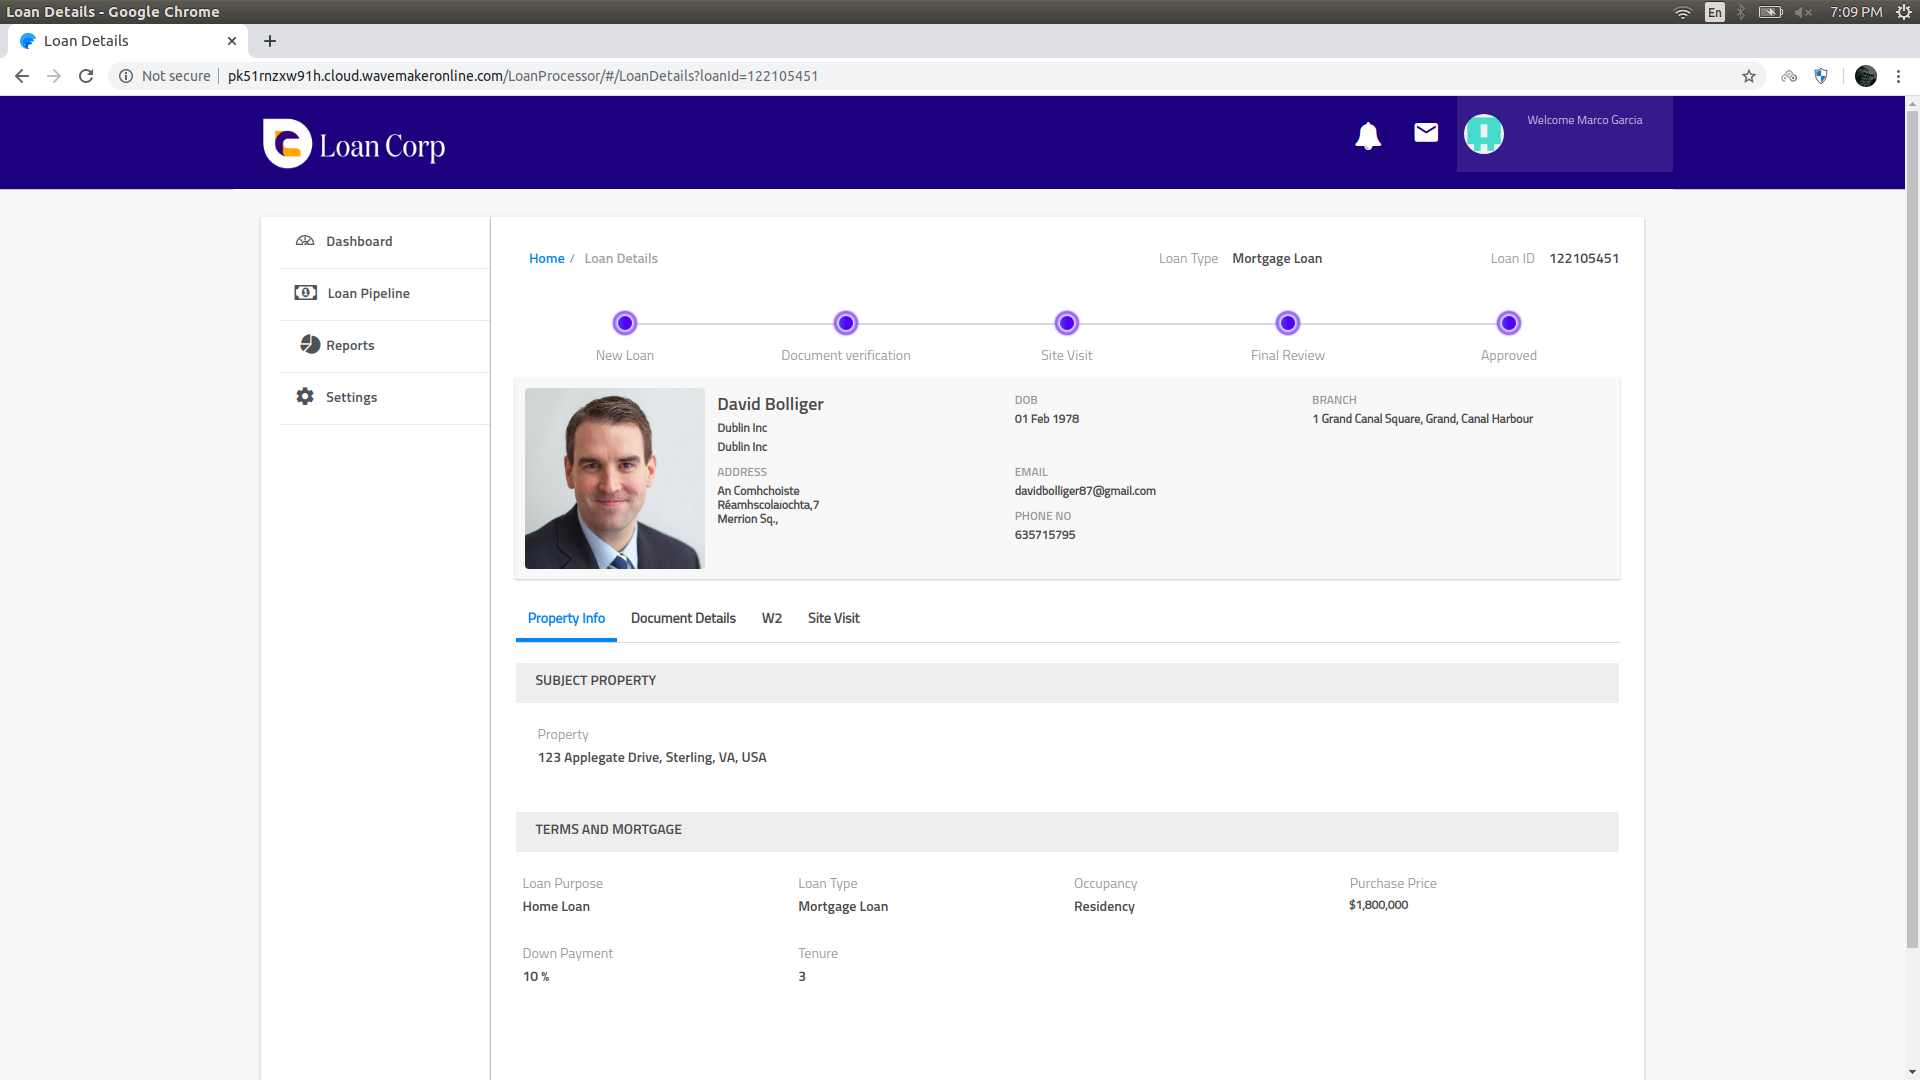 Loan Details - Google Chrome
En
7:09 PM
Loan Details
Not secure
pk51rnzxw91h.cloud.wavemakeronline.com/LoanProcessor/#/LoanDetails?loanId=122105451
Loan Corp
Welcome Marco Garcia
Dashboard
Loan Pipeline
Reports
Settings
Home / Loan Details
Loan Type Mortgage Loan
Loan ID 122105451
New Loan
Document verification
Site Visit
Final Review
Approved
David Bolliger
Dublin Inc
Dublin Inc
ADDRESS
An Comhchoiste
Réamhscolaíochta,7
Merrion Sq.,
DOB
01 Feb 1978
EMAIL
davidbolliger87@gmail.com
PHONE NO
635715795
BRANCH
1 Grand Canal Square, Grand, Canal Harbour
Property Info
Document Details
W2
Site Visit
SUBJECT PROPERTY
Property
123 Applegate Drive, Sterling, VA, USA
TERMS AND MORTGAGE
Loan Purpose
Home Loan
Loan Type
Mortgage Loan
Occupancy
Residency
Purchase Price
$1,800,000
Down Payment
10 %
Tenure
3